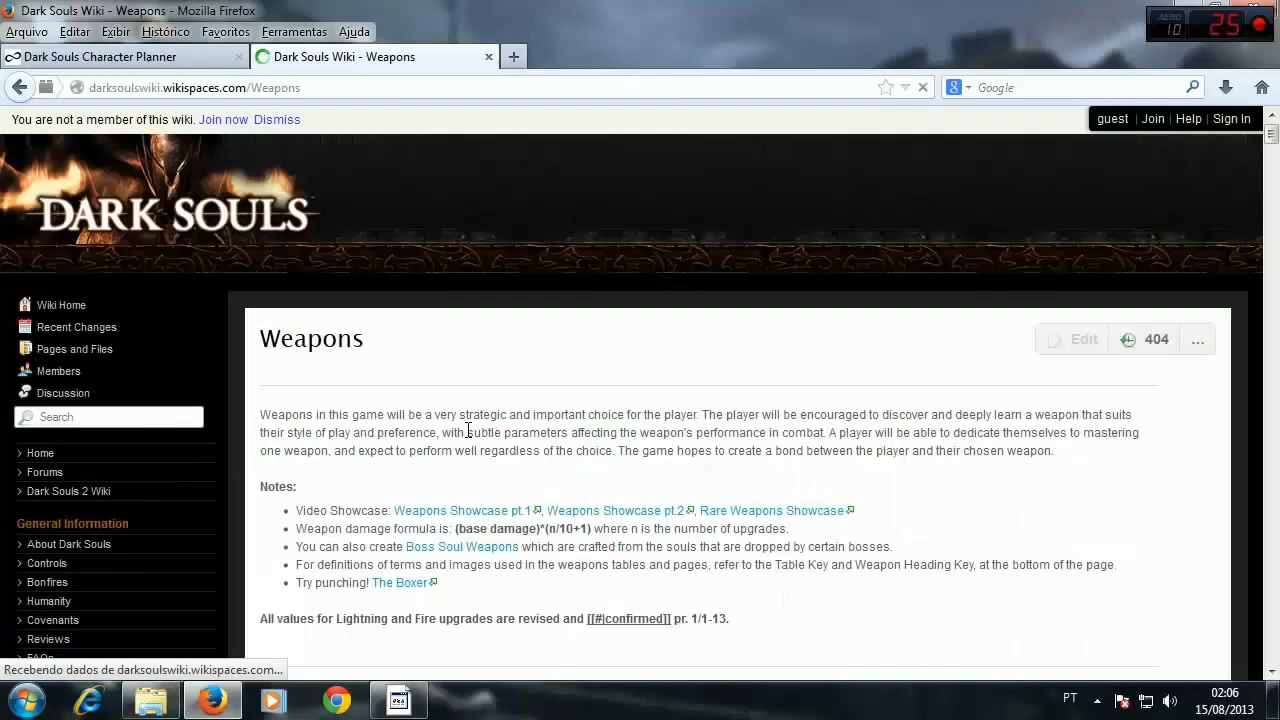 Dark Souls Wiki - Weapons - Mozilla Firefox
Arquivo Editar Exibir Histórico Favoritos Ferramentas Ajuda
AERO
10 25
Dark Souls Character Planner × Dark Souls Wiki - Weapons ×
darksoulswiki.wikispaces.com/Weapons Google
You are not a member of this wiki. Join now Dismiss
guest | Join | Help | Sign In
DARK SOULS
Wiki Home
Recent Changes
Pages and Files
Members
Discussion
Search
Home
Forums
Dark Souls 2 Wiki
General Information
About Dark Souls
Controls
Bonfires
Humanity
Covenants
Reviews
FAQs
Weapons
Edit 404 ...
Weapons in this game will be a very strategic and important choice for the player. The player will be encouraged to discover and deeply learn a weapon that suits
their style of play and preference, with subtle parameters affecting the weapon's performance in combat. A player will be able to dedicate themselves to mastering
one weapon, and expect to perform well regardless of the choice. The game hopes to create a bond between the player and their chosen weapon.
Notes:
• Video Showcase: Weapons Showcase pt.1, Weapons Showcase pt.2, Rare Weapons Showcase
• Weapon damage formula is: (base damage)*(n/10+1) where n is the number of upgrades.
• You can also create Boss Soul Weapons which are crafted from the souls that are dropped by certain bosses.
• For definitions of terms and images used in the weapons tables and pages, refer to the Table Key and Weapon Heading Key, at the bottom of the page.
• Try punching! The Boxer
All values for Lightning and Fire upgrades are revised and [[#|confirmed]] pr. 1/1-13.
Recebendo dados de darksoulswiki.wikispaces.com...
PT
02:06
15/08/2013